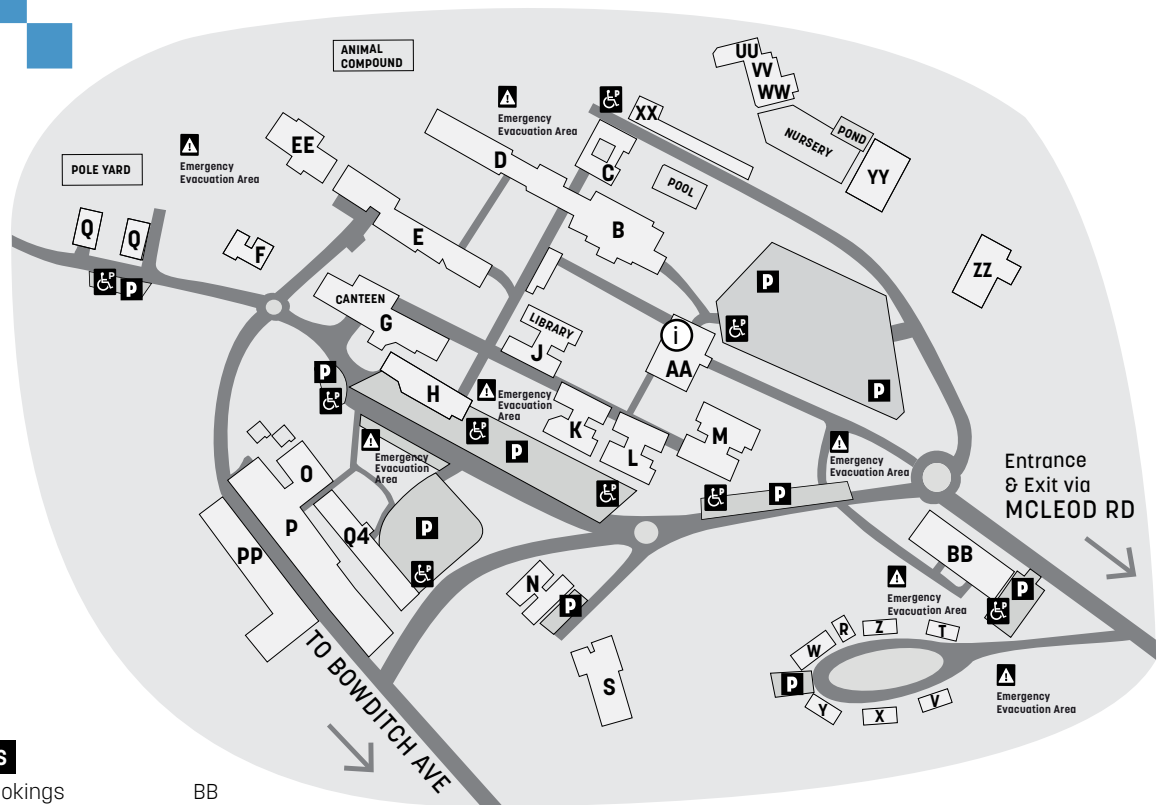 ANIMAL
COMPOUND
UU
VV
WW
Emergency
Evacuation Area
P
XX
NURSERY
POND
YY
EE
D
C
POOL
Emergency
Evacuation Area
POLE YARD
Q
Q
F
E
B
ZZ
P
P
P
CANTEEN
G
LIBRARY
J
i
AA
P
P
P
P
H
Emergency
Evacuation
Area
P
P
K
L
M
Emergency
Evacuation
Area
Emergency
Evacuation Area
Entrance
& Exit via
MCLEOD RD
O
P
PP
Q4
P
P
P
P
P
BB
N
P
Emergency
Evacuation Area
P
P
S
W
R
Z
T
P
Y
X
V
Emergency
Evacuation Area
TO BOWDITCH AVE
S
okings
BB